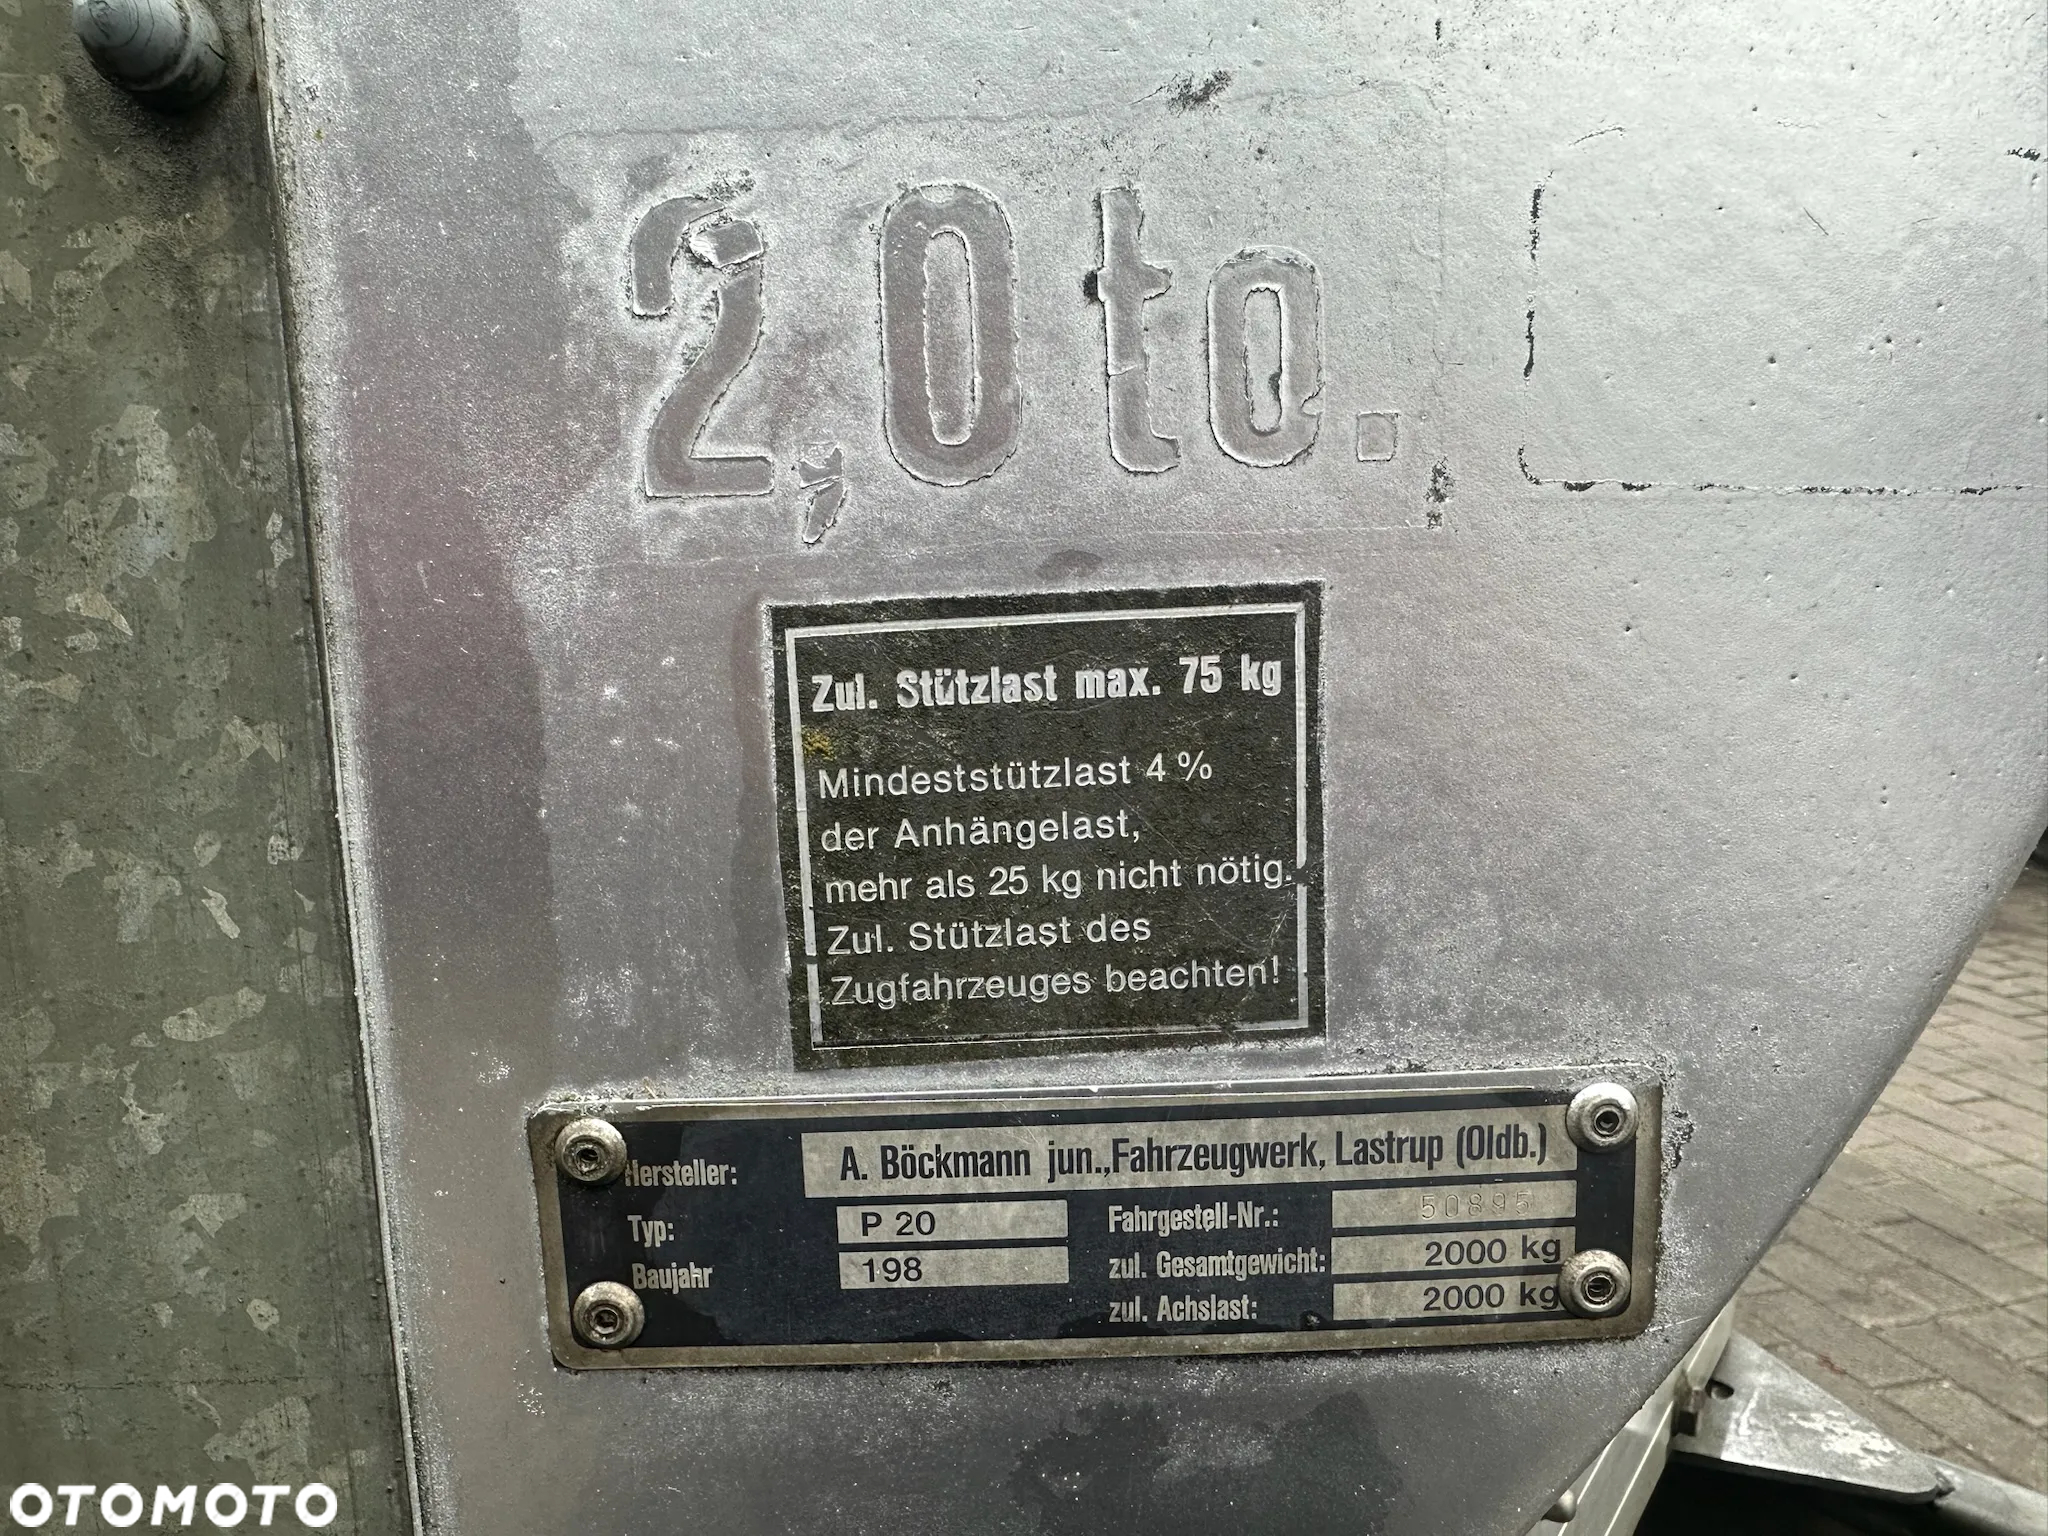 2,0 to.
Zul. Stützlast max. 75 kg
Mindeststützlast 4 %
der Anhängelast,
mehr als 25 kg nicht nötig.
Zul. Stützlast des
Zugfahrzeuges beachten!
Hersteller: A. Böckmann jun.,Fahrzeugwerk, Lastrup (Oldb.)
Typ: P 20 Fahrgestell-Nr.: 50895
Baujahr 198 zul. Gesamtgewicht: 2000 kg
zul. Achslast: 2000 kg
OTOMOTO